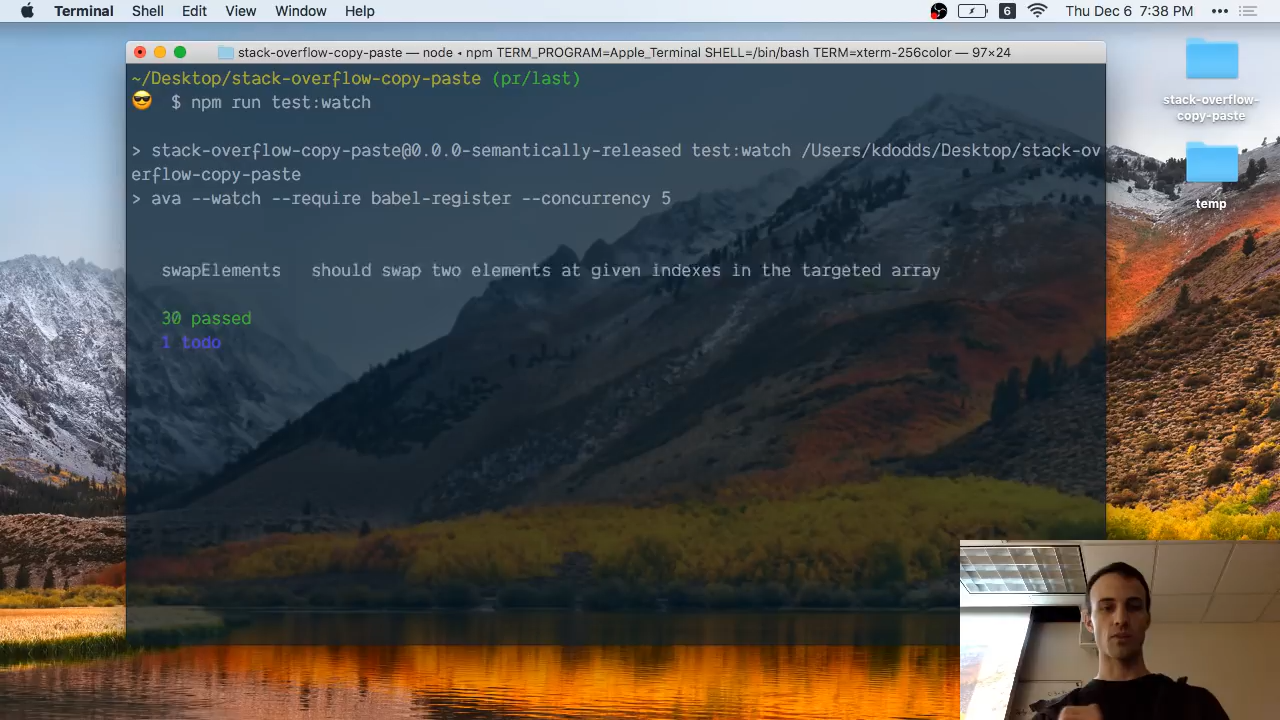 Terminal Shell Edit View Window Help 6 Thu Dec 6 7:38 PM
stack-overflow-copy-paste — node ◂ npm TERM_PROGRAM=Apple_Terminal SHELL=/bin/bash TERM=xterm-256color — 97×24
~/Desktop/stack-overflow-copy-paste (pr/last)
😎 $ npm run test:watch
> stack-overflow-copy-paste@0.0.0-semantically-released test:watch /Users/kdodds/Desktop/stack-ov
erflow-copy-paste
> ava --watch --require babel-register --concurrency 5
swapElements should swap two elements at given indexes in the targeted array
30 passed
1 todo
stack-overflow-
copy-paste
temp